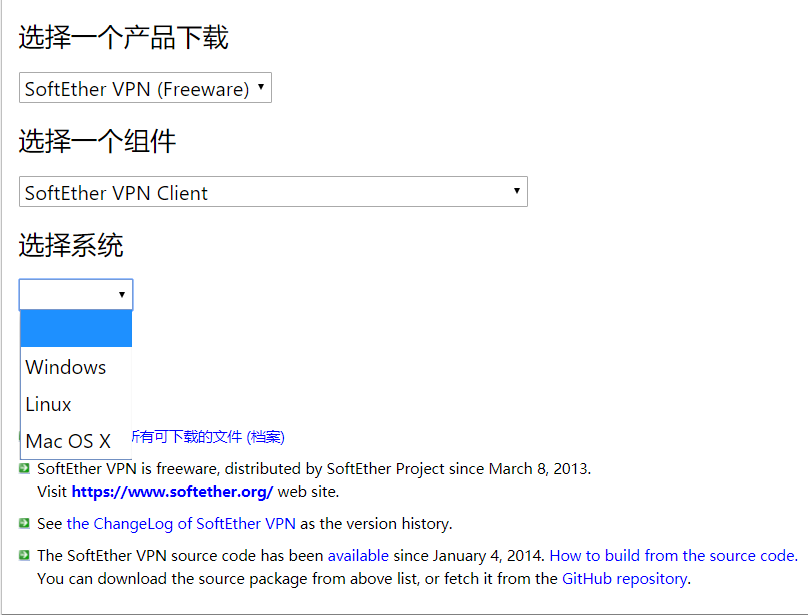 选择一个产品下载
SoftEther VPN (Freeware)
选择一个组件
SoftEther VPN Client
选择系统
Windows
Linux
Mac OS X
所有可下载的文件 (档案)
SoftEther VPN is freeware, distributed by SoftEther Project since March 8, 2013.
Visit https://www.softether.org/ web site.
See the ChangeLog of SoftEther VPN as the version history.
The SoftEther VPN source code has been available since January 4, 2014. How to build from the source code.
You can download the source package from above list, or fetch it from the GitHub repository.